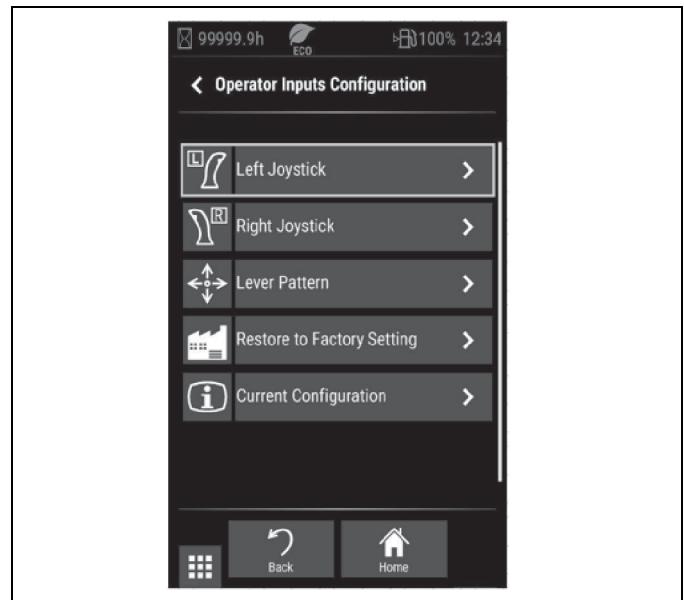 99999.9h ECO 100% 12:34
Operator Inputs Configuration
L Left Joystick
R Right Joystick
Lever Pattern
Restore to Factory Setting
i Current Configuration
Back Home